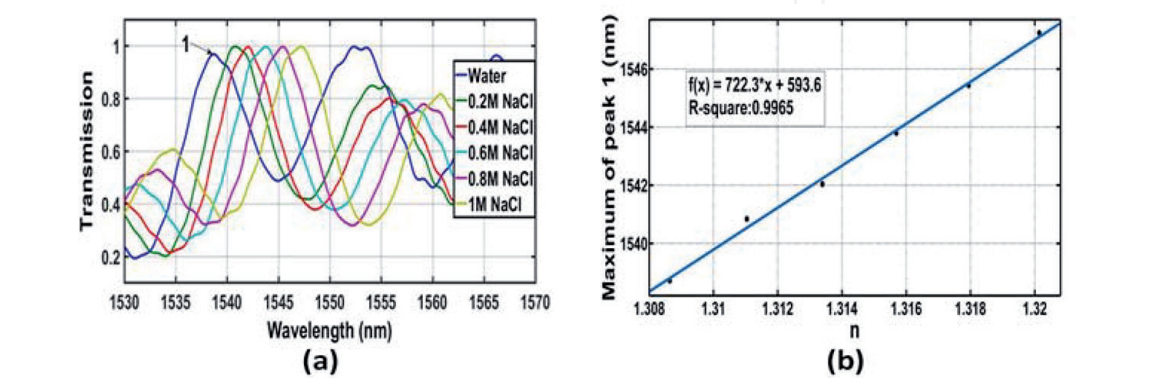 1
Transmission
1
0.8
0.6
0.4
0.2
Water
0.2M NaCl
0.4M NaCl
0.6M NaCl
0.8M NaCl
1M NaCl
1530 1535 1540 1545 1550 1555 1560 1565 1570
Wavelength (nm)
(a)
Maximum of peak 1 (nm)
1546
1544
1542
1540
f(x) = 722.3*x + 593.6
R-square:0.9965
1.308 1.31 1.312 1.314 1.316 1.318 1.32
n
(b)